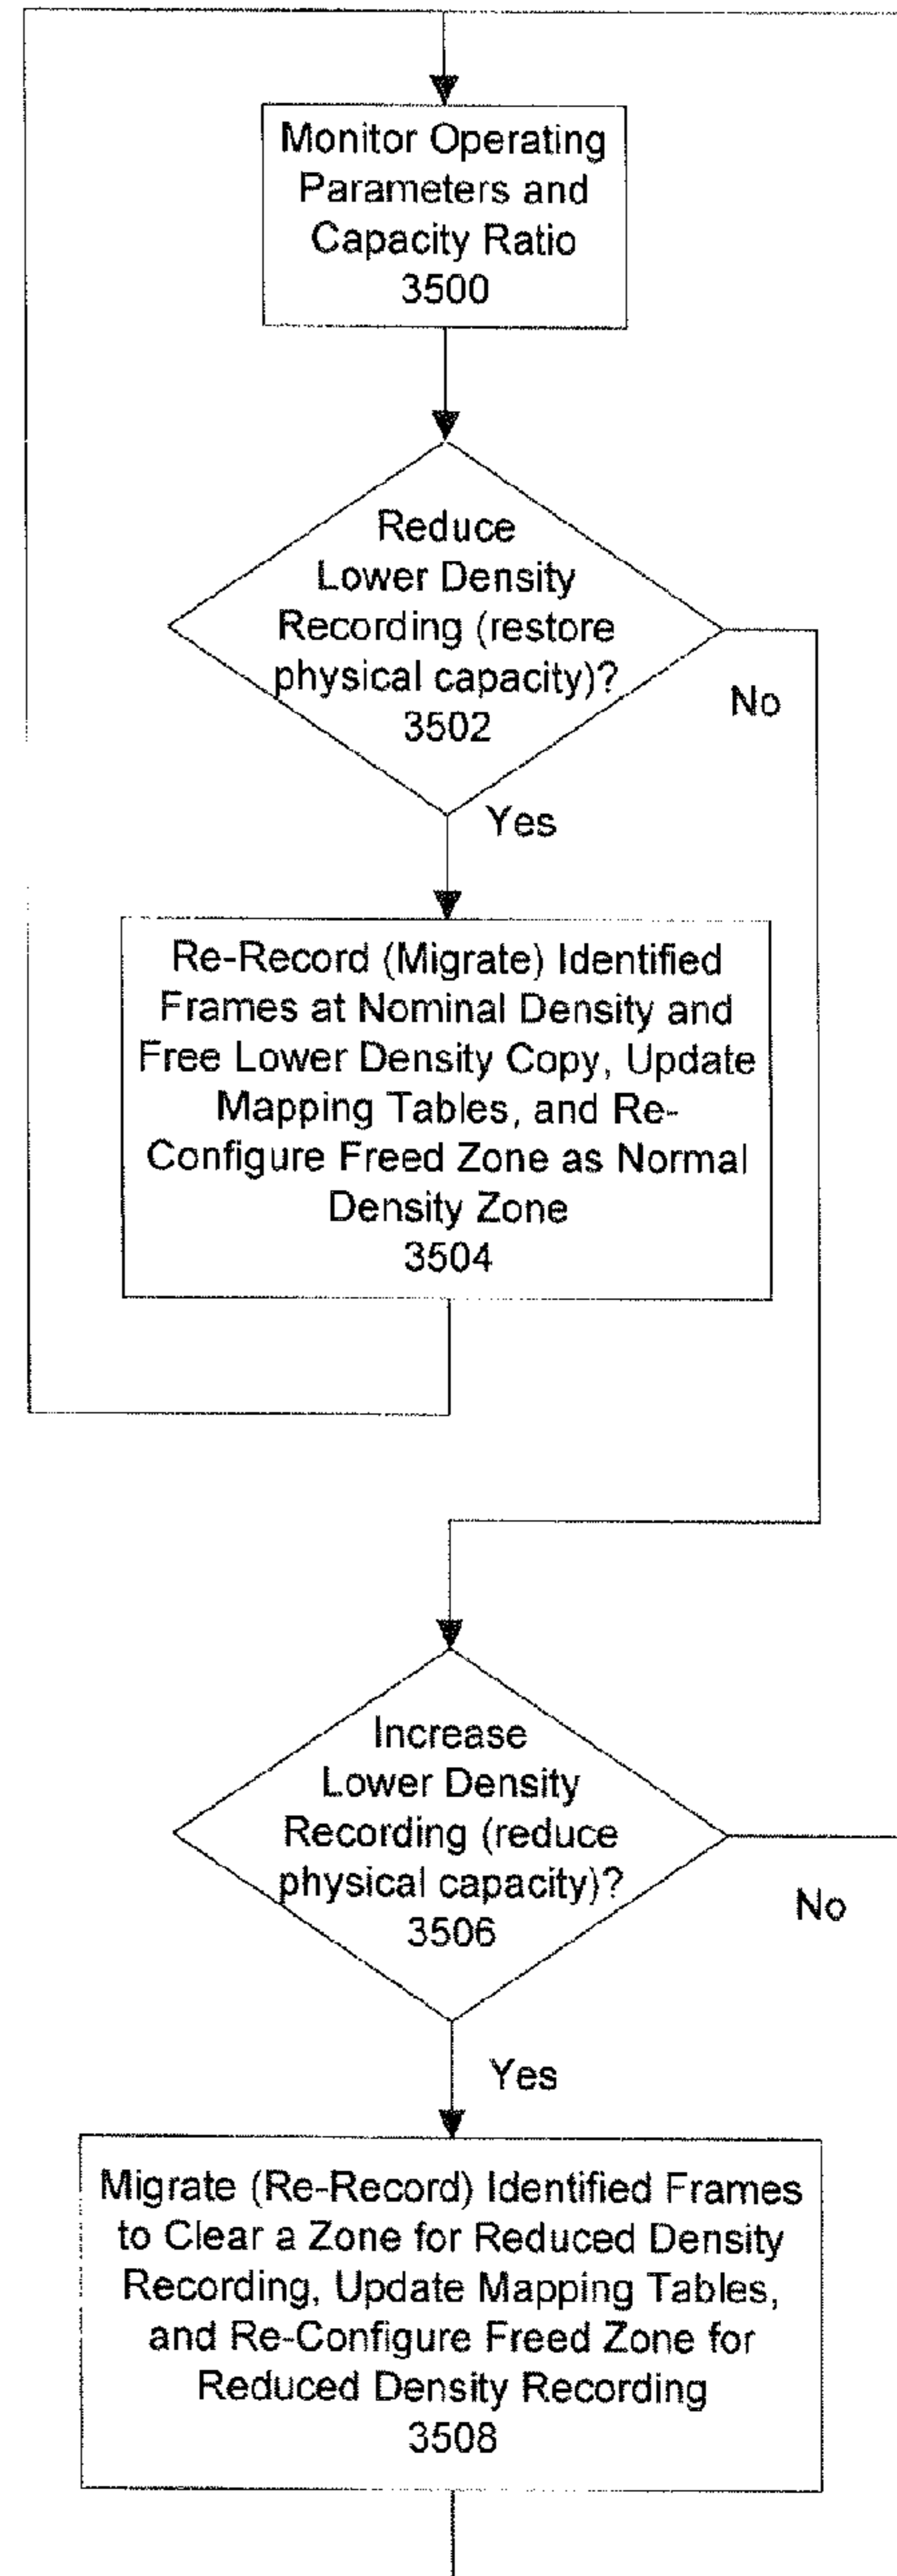 Monitor Operating
Parameters and
Capacity Ratio
3500
Reduce
Lower Density
Recording (restore
physical capacity)?
3502
No
Yes
Re-Record (Migrate) Identified
Frames at Nominal Density and
Free Lower Density Copy, Update
Mapping Tables, and Re-
Configure Freed Zone as Normal
Density Zone
3504
Increase
Lower Density
Recording (reduce
physical capacity)?
3506
No
Yes
Migrate (Re-Record) Identified Frames
to Clear a Zone for Reduced Density
Recording, Update Mapping Tables,
and Re-Configure Freed Zone for
Reduced Density Recording
3508